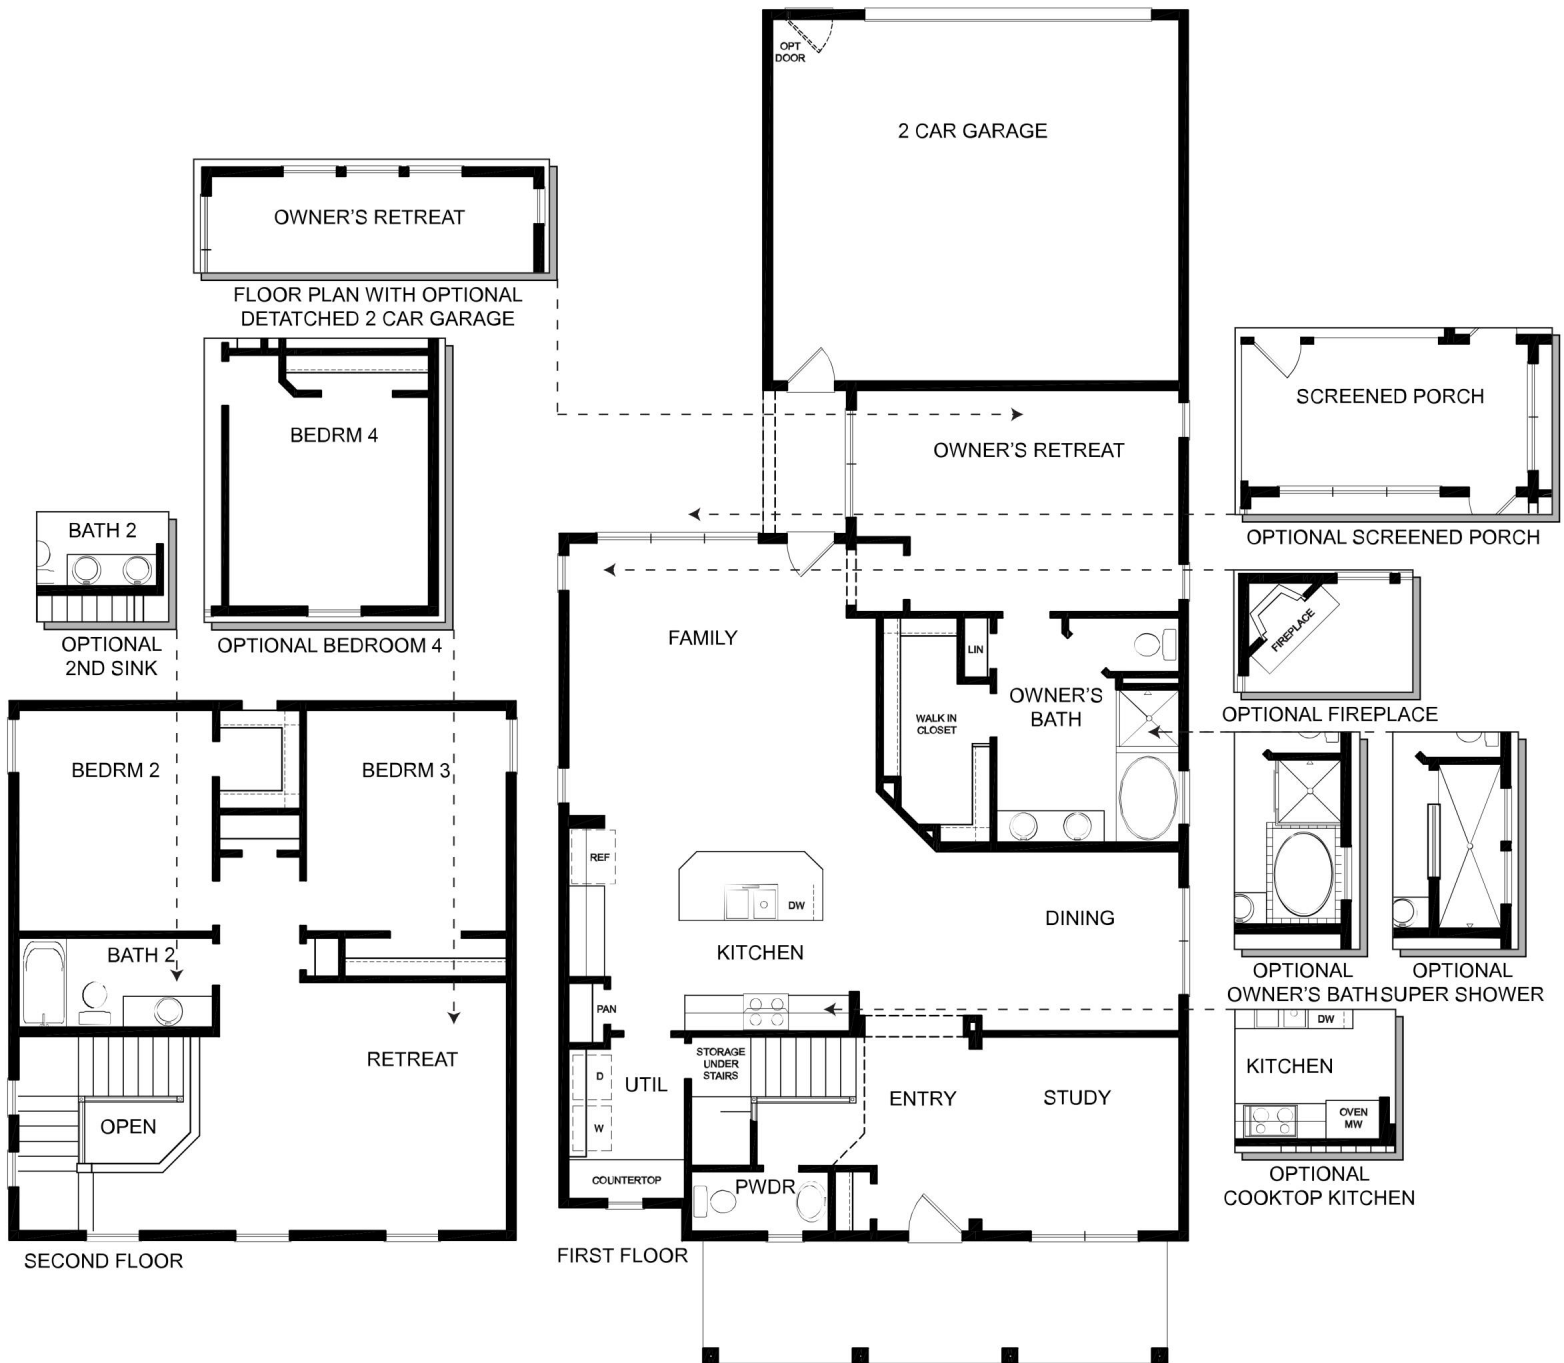 OPT
DOOR
2 CAR GARAGE
OWNER'S RETREAT
FLOOR PLAN WITH OPTIONAL
DETATCHED 2 CAR GARAGE
BEDRM 4
OPTIONAL BEDROOM 4
BATH 2
OPTIONAL
2ND SINK
BEDRM 2
BEDRM 3
BATH 2
RETREAT
OPEN
SECOND FLOOR
OWNER'S RETREAT
FAMILY
LIN
OWNER'S
BATH
WALK IN
CLOSET
REF
DW
KITCHEN
DINING
PAN
STORAGE
UNDER
STAIRS
D
UTIL
W
ENTRY
STUDY
COUNTERTOP
PWDR
FIRST FLOOR
SCREENED PORCH
OPTIONAL SCREENED PORCH
FIREPLACE
OPTIONAL FIREPLACE
OPTIONAL
OWNER'S BATH
OPTIONAL
SUPER SHOWER
DW
KITCHEN
OVEN
MW
OPTIONAL
COOKTOP KITCHEN